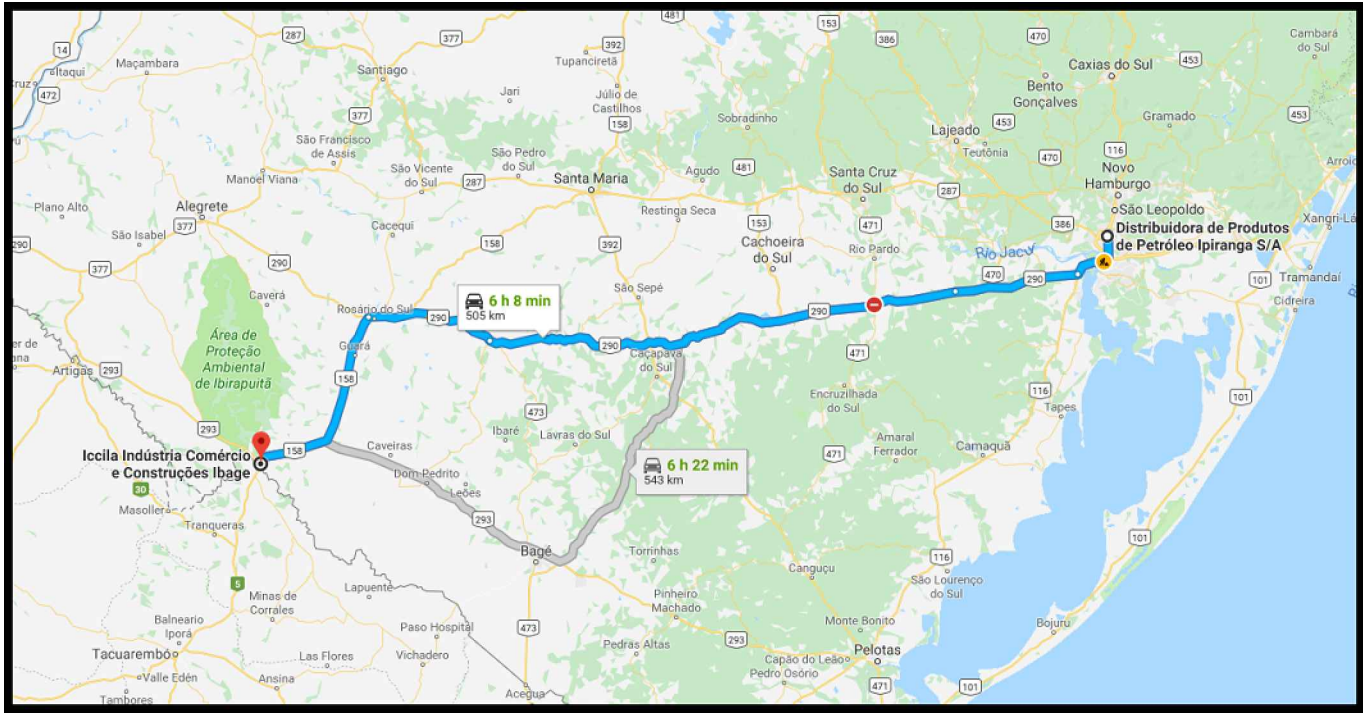 481
153
386
470
Cambará
do Sul
14
287
377
392
Tupanciretã
Caxias do Sul
453
Itaqui
Maçambara
Santiago
Bento
Gonçalves
Cruz
472
Jari
Júlio de
Castilhos
158
Sobradinho
453
Gramado
453
377
São Francisco
de Assis
Lajeado
Teutônia
116
470
Novo
Hamburgo
São Vicente
do Sul
São Pedro
do Sul
287
Santa Maria
Agudo
481
Santa Cruz
do Sul
287
Manoel Viana
Plano Alto
Alegrete
Restinga Seca
153
471
386
São Leopoldo
Xangri-Lá
290
São Isabel
Cacequi
158
392
Cachoeira
do Sul
Rio Pardo
Rio Jacuí
Distribuidora de Produtos
de Petróleo Ipiranga S/A
377
290
470
290
101
Tramandaí
Caverá
Rosário do Sul
290
6 h 8 min
505 km
São Sepé
290
Cidreira
Área de
Proteção
Ambiental
de Ibirapuitã
Guará
158
290
Caçapava
do Sul
471
Artigas
293
Encruzilhada
do Sul
116
Tapes
101
293
473
Ibaré
Lavras do Sul
Amaral
Ferrador
Camaquã
158
Caveiras
471
Iccila Indústria Comércio
e Construções Ibage
Dom Pedrito
Leões
6 h 22 min
543 km
30
Masoller
293
Tranqueras
Bagé
Torrinhas
116
101
Canguçu
São Lourenço
do Sul
5
Lapuente
Minas de
Corrales
Pinheiro
Machado
Balneario
Iporá
Paso Hospital
473
293
Monte Bonito
Bojuru
Tacuarembó
Las Flores
Vichadero
Pedras Altas
Capão do Leão
Pelotas
Valle Edén
Ansina
Pedro Osório
Tambores
Acegua
471
101